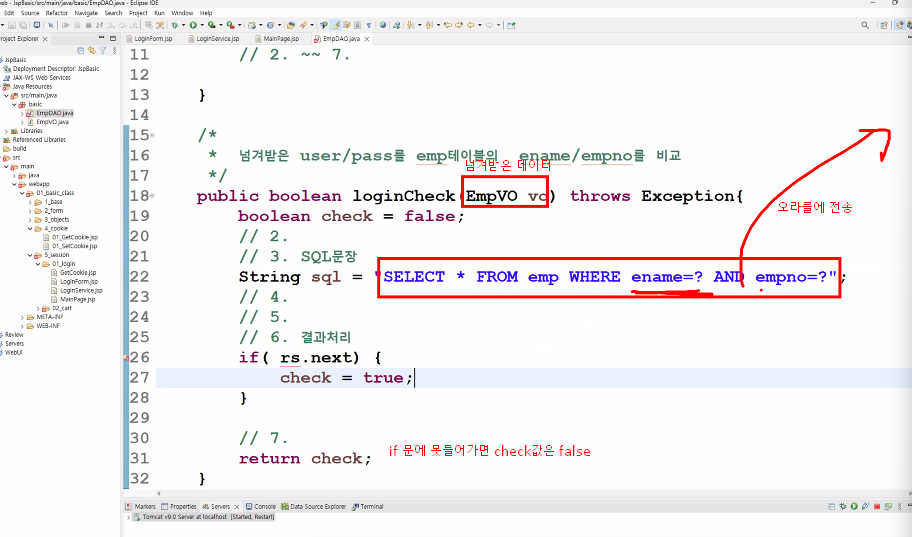 web - JspBasic/src/main/java/basic/EmpDAO.java - Eclipse IDE
File Edit Source Refactor Navigate Search Project Run Window Help
Project Explorer
LoginForm.jsp LoginService.jsp MainPage.jsp EmpDAO.java
JspBasic
Deployment Descriptor: JspBasic
JAX-WS Web Services
Java Resources
src/main/java
basic
EmpDAO.java
EmpVO.java
Libraries
Referenced Libraries
build
src
main
java
webapp
01_basic_class
1_base
2_form
3_objects
4_cookie
01_GetCookie.jsp
01_SetCookie.jsp
5_session
01_login
GetCookie.jsp
LoginForm.jsp
LoginService.jsp
MainPage.jsp
02_cart
META-INF
WEB-INF
Review
Servers
WebUI
11 // 2. ~~ 7.
12
13 }
14
15 /*
16 * 넘겨받은 user/pass를 emp테이블의 ename/empno를 비교
넘겨받은 데이터
17 */
18 public boolean loginCheck(EmpVO vo) throws Exception{
19 boolean check = false;
오라클에 전송
20 // 2.
21 // 3. SQL문장
22 String sql = "SELECT * FROM emp WHERE ename=? AND empno=?";
23 // 4.
24 // 5.
25 // 6. 결과처리
26 if( rs.next) {
27 check = true;
28 }
29
30 // 7.
31 return check;
if 문에 못들어가면 check값은 false
32 }
Markers Properties Servers Console Data Source Explorer Terminal
Tomcat v9.0 Server at localhost [Started, Restart]